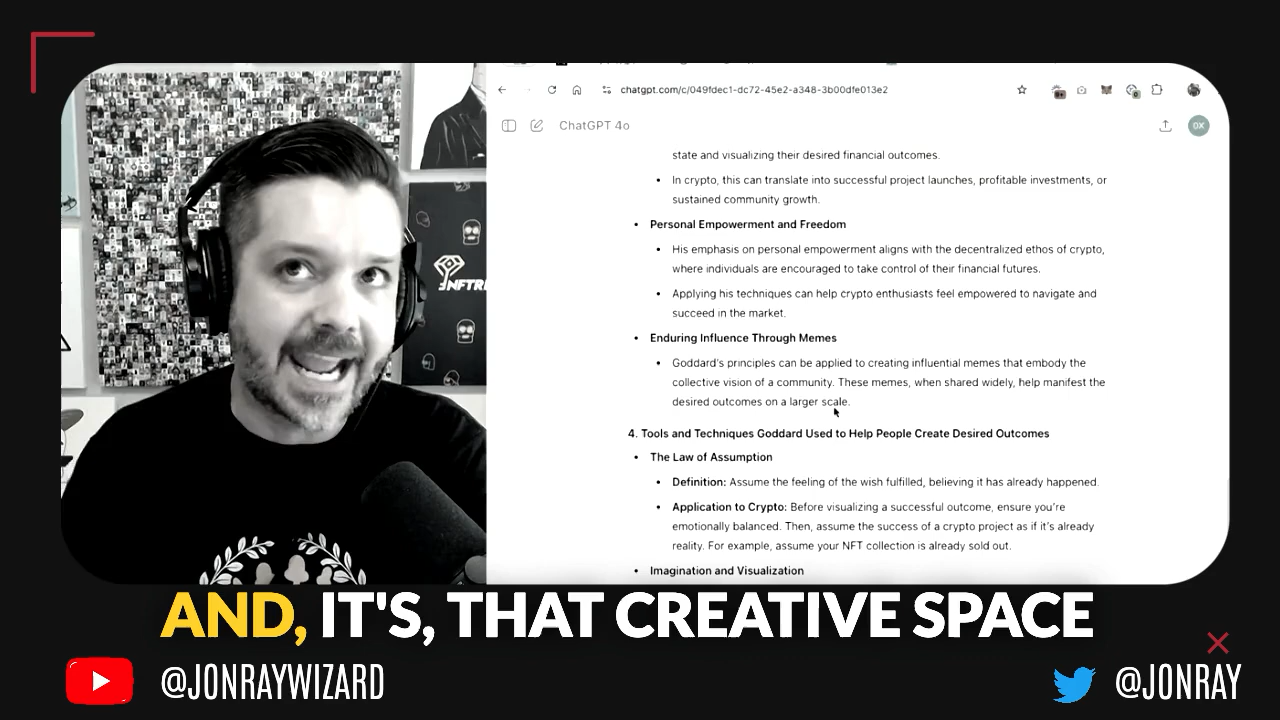 chatgpt.com/c/049fdec1-dc72-45e2-a348-3b00dfe013e2
ChatGPT 4o
OX
state and visualizing their desired financial outcomes.
In crypto, this can translate into successful project launches, profitable investments, or
sustained community growth.
Personal Empowerment and Freedom
His emphasis on personal empowerment aligns with the decentralized ethos of crypto,
where individuals are encouraged to take control of their financial futures.
Applying his techniques can help crypto enthusiasts feel empowered to navigate and
succeed in the market.
Enduring Influence Through Memes
Goddard's principles can be applied to creating influential memes that embody the
collective vision of a community. These memes, when shared widely, help manifest the
desired outcomes on a larger scale.
4. Tools and Techniques Goddard Used to Help People Create Desired Outcomes
The Law of Assumption
Definition: Assume the feeling of the wish fulfilled, believing it has already happened.
Application to Crypto: Before visualizing a successful outcome, ensure you're
emotionally balanced. Then, assume the success of a crypto project as if it's already
reality. For example, assume your NFT collection is already sold out.
Imagination and Visualization
AND, IT'S, THAT CREATIVE SPACE
@JONRAYWIZARD
@JONRAY